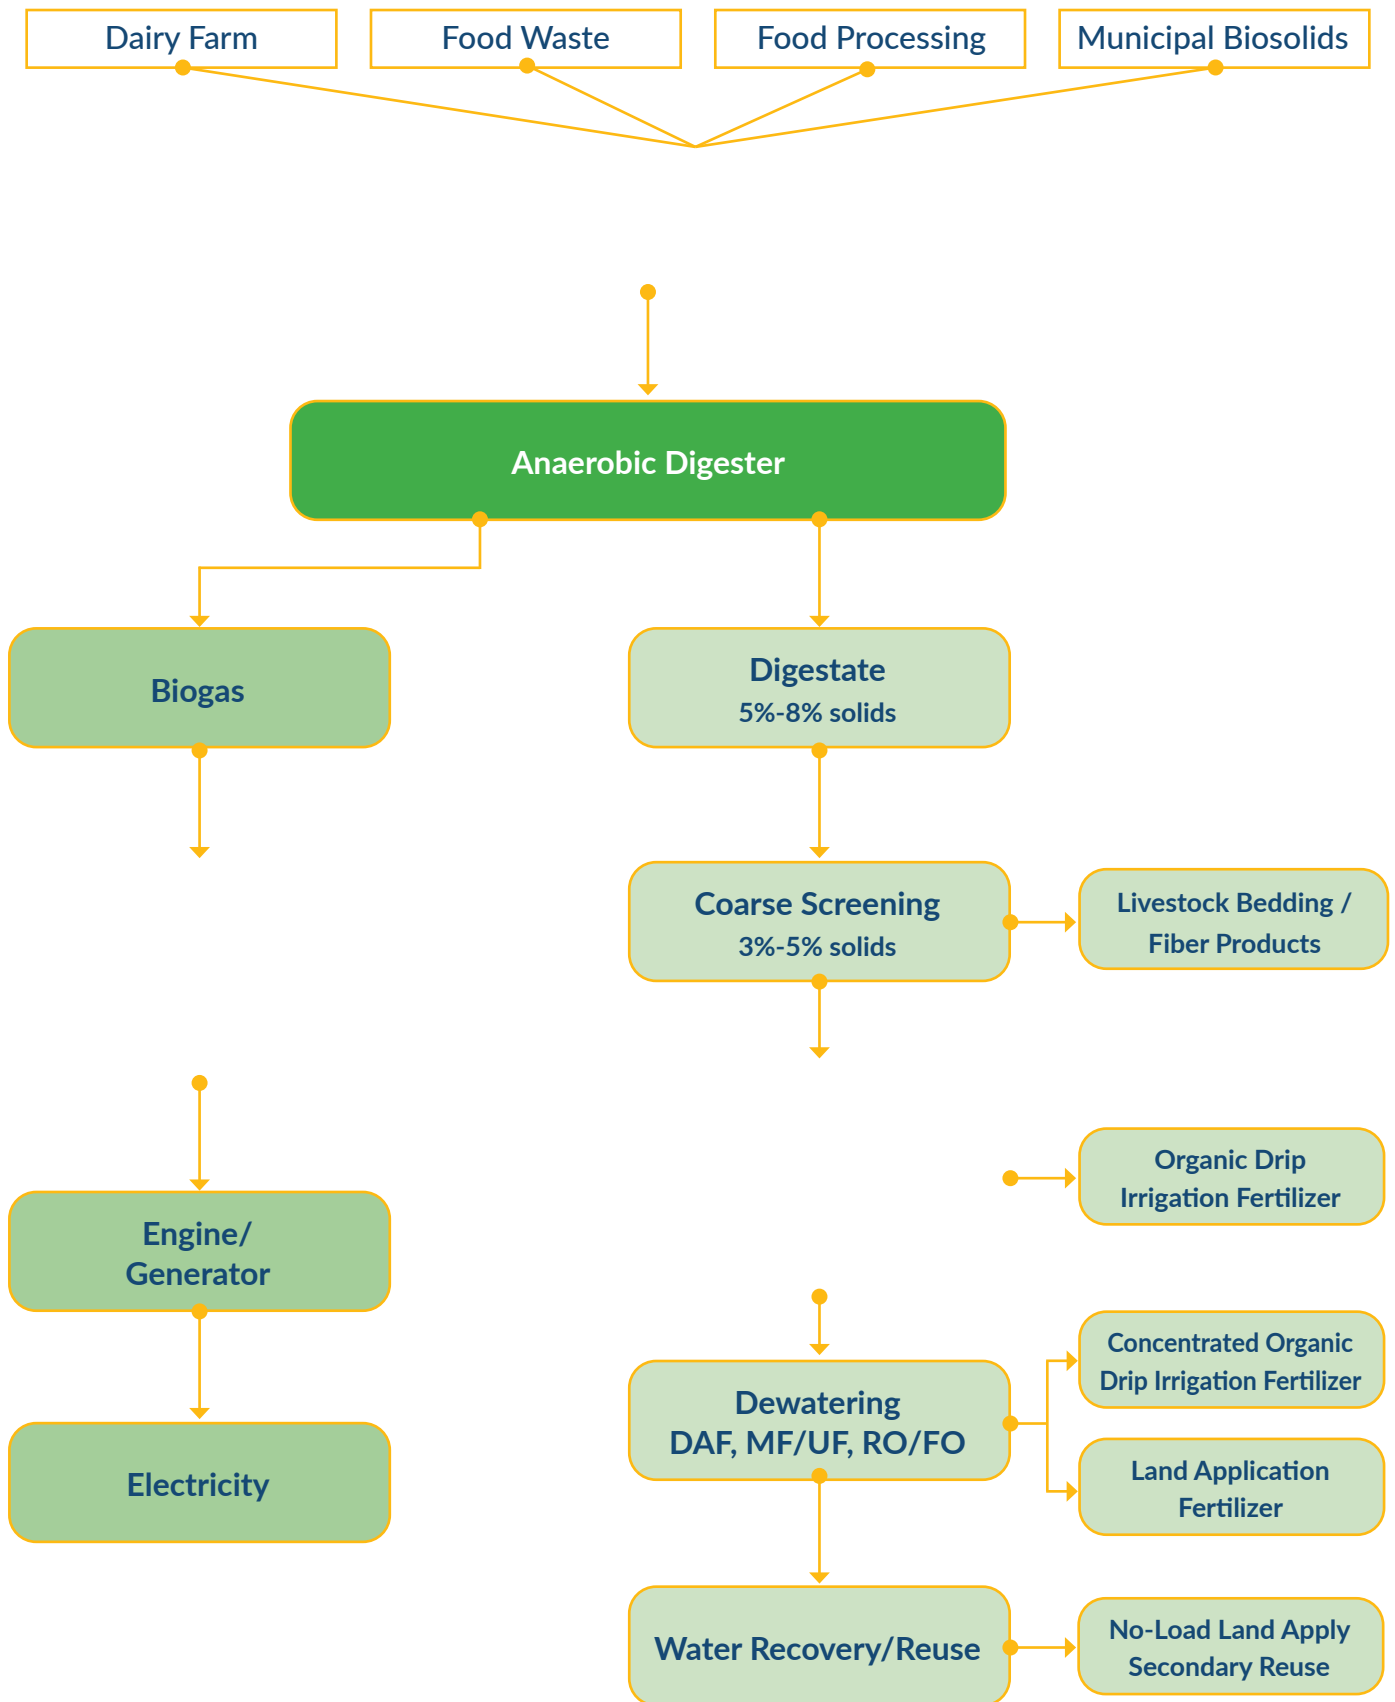 Dairy Farm
Food Waste
Food Processing
Municipal Biosolids
Anaerobic Digester
Biogas
Digestate
5%-8% solids
Coarse Screening
3%-5% solids
Livestock Bedding /
Fiber Products
Organic Drip
Irrigation Fertilizer
Engine/
Generator
Concentrated Organic
Drip Irrigation Fertilizer
Dewatering
DAF, MF/UF, RO/FO
Land Application
Fertilizer
Electricity
Water Recovery/Reuse
No-Load Land Apply
Secondary Reuse